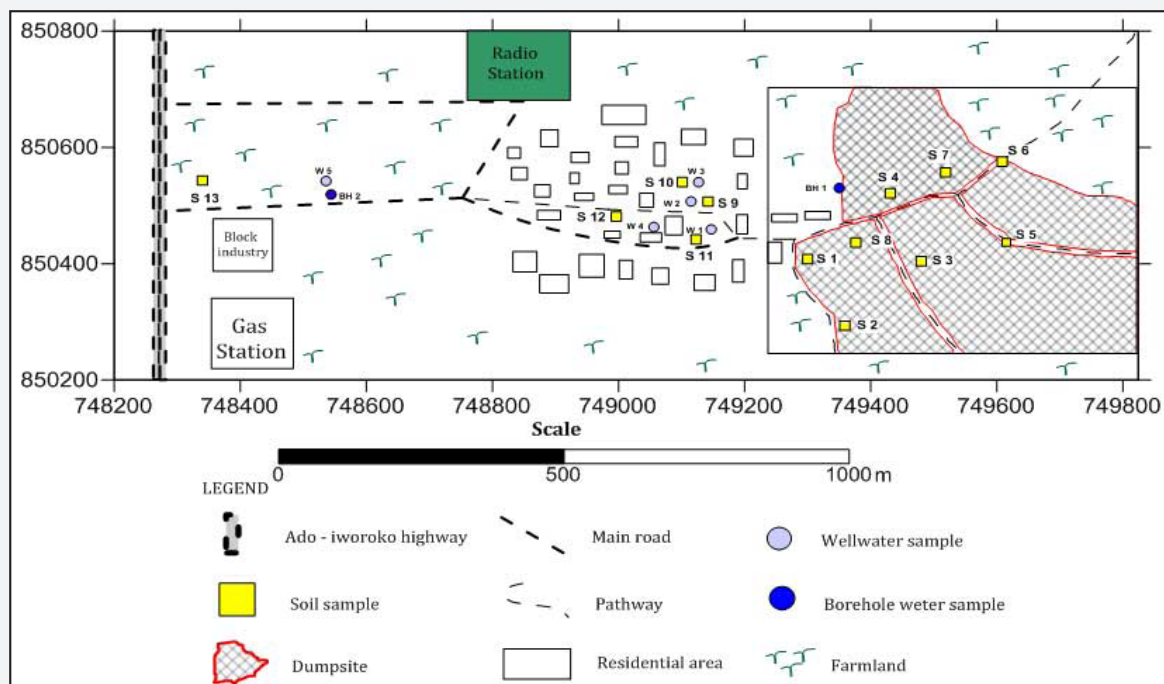 850800
850600
850400
850200
748200
748400
748600
748800
749000
749200
749400
749600
749800
Radio
Station
W 5
BH 2
S 13
Block
industry
Gas
Station
S 10
W 3
W 2
S 9
S 12
W 4
W 1
S 11
S 7
S 6
S 4
BH 1
S 8
S 5
S 1
S 3
S 2
Scale
0
500
1000 m
LEGEND
Ado - iworoko highway
Main road
Wellwater sample
Soil sample
Pathway
Borehole weter sample
Dumpsite
Residential area
Farmland